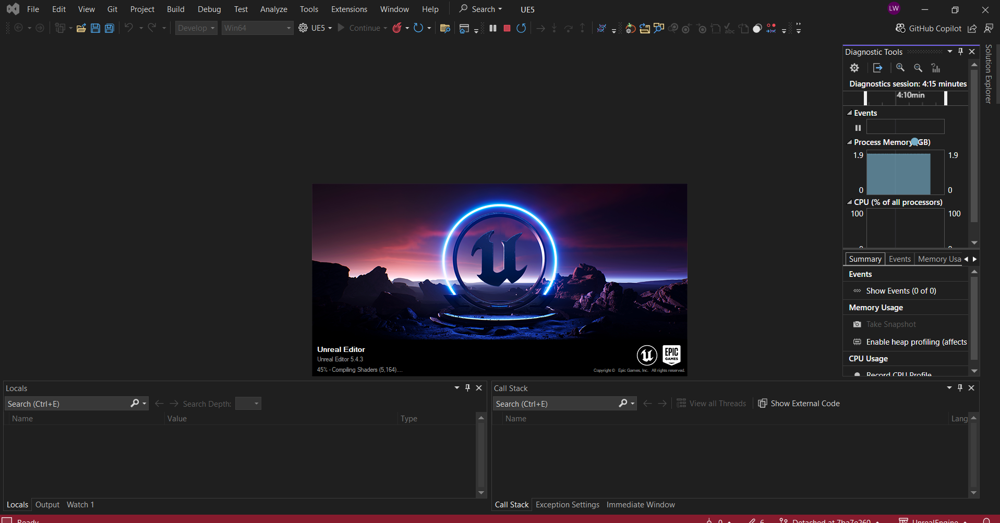 File Edit View Git Project Build Debug Test Analyze Tools Extensions Window Help Search UE5 LW
Develop Win64 UE5 Continue abc GitHub Copilot
Diagnostic Tools
Solution Explorer
Diagnostics session: 4:15 minutes
4:10min
Events
Process Memory (GB)
1.9 1.9
0 0
CPU (% of all processors)
100 100
Summary Events Memory Usa
Events
Show Events (0 of 0)
Memory Usage
Take Snapshot
Enable heap profiling (affects
CPU Usage
Record CPU Profile
Unreal Editor
Unreal Editor 5.4.3
45% - Compiling Shaders (5,164)....
EPIC
GAMES
Copyright © Epic Games, Inc. All rights reserved.
Locals
Search (Ctrl+E) Search Depth:
Name Value Type
Locals Output Watch 1
Call Stack
Search (Ctrl+E) View all Threads Show External Code
Name Lang
Call Stack Exception Settings Immediate Window
Ready 0 6 Detached at 7ba7e260 UnrealEngine